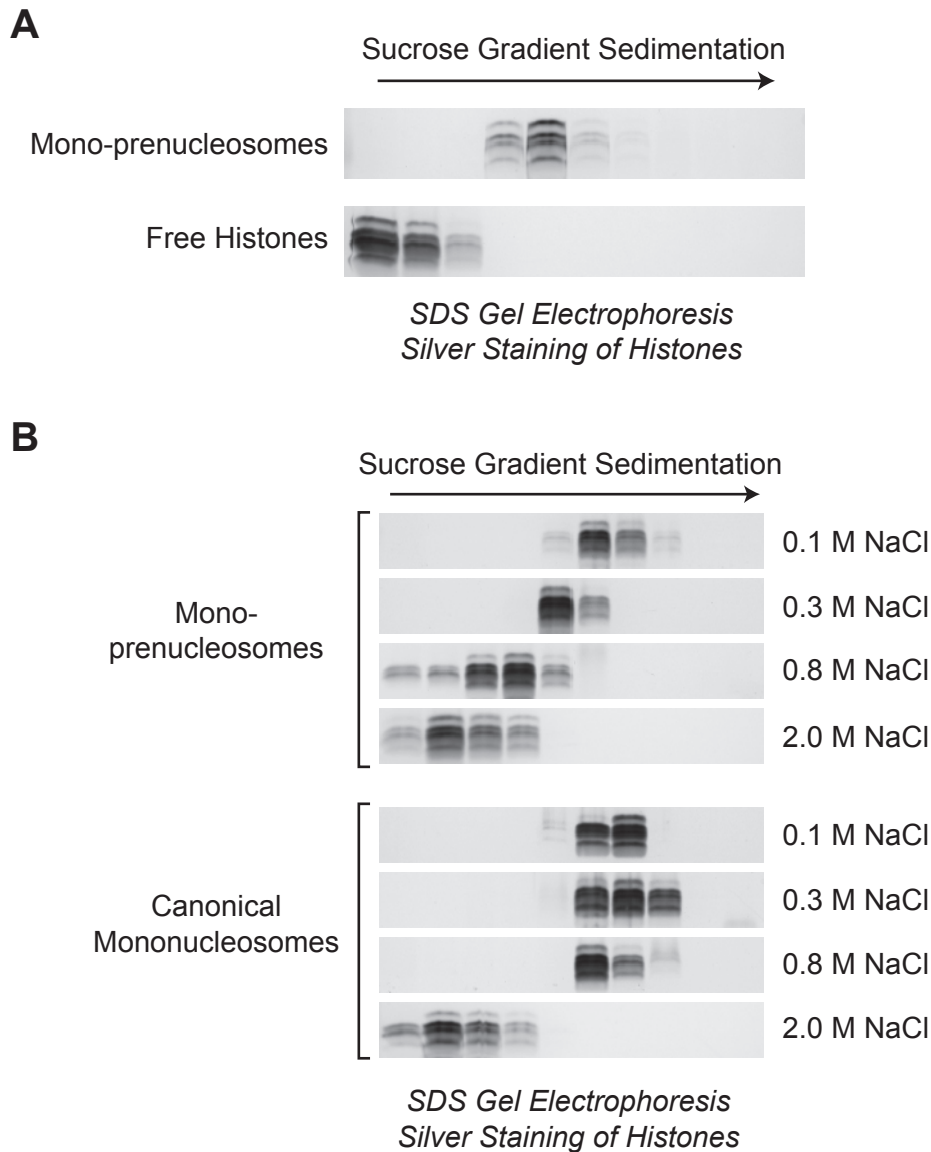 A
Sucrose Gradient Sedimentation
Mono-prenucleosomes
Free Histones
SDS Gel Electrophoresis
Silver Staining of Histones
B
Sucrose Gradient Sedimentation
Mono-
prenucleosomes
0.1 M NaCl
0.3 M NaCl
0.8 M NaCl
2.0 M NaCl
Canonical
Mononucleosomes
0.1 M NaCl
0.3 M NaCl
0.8 M NaCl
2.0 M NaCl
SDS Gel Electrophoresis
Silver Staining of Histones